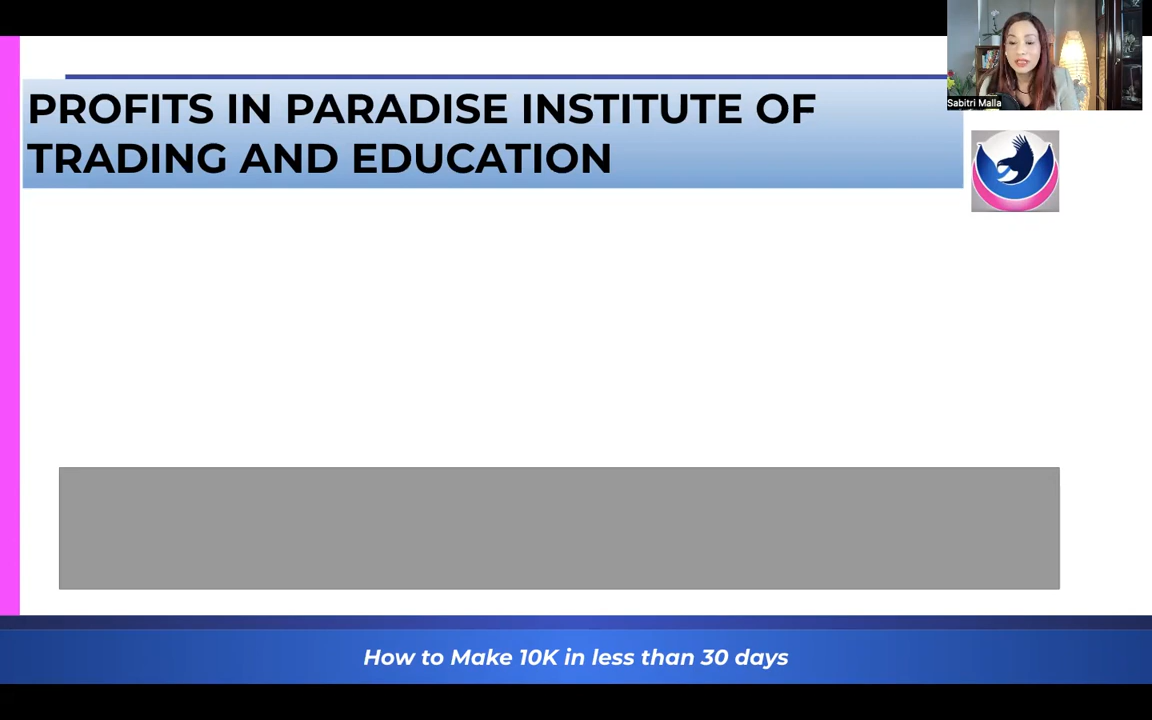 Sabitri Malla
PROFITS IN PARADISE INSTITUTE OF
TRADING AND EDUCATION
How to Make 10K in less than 30 days